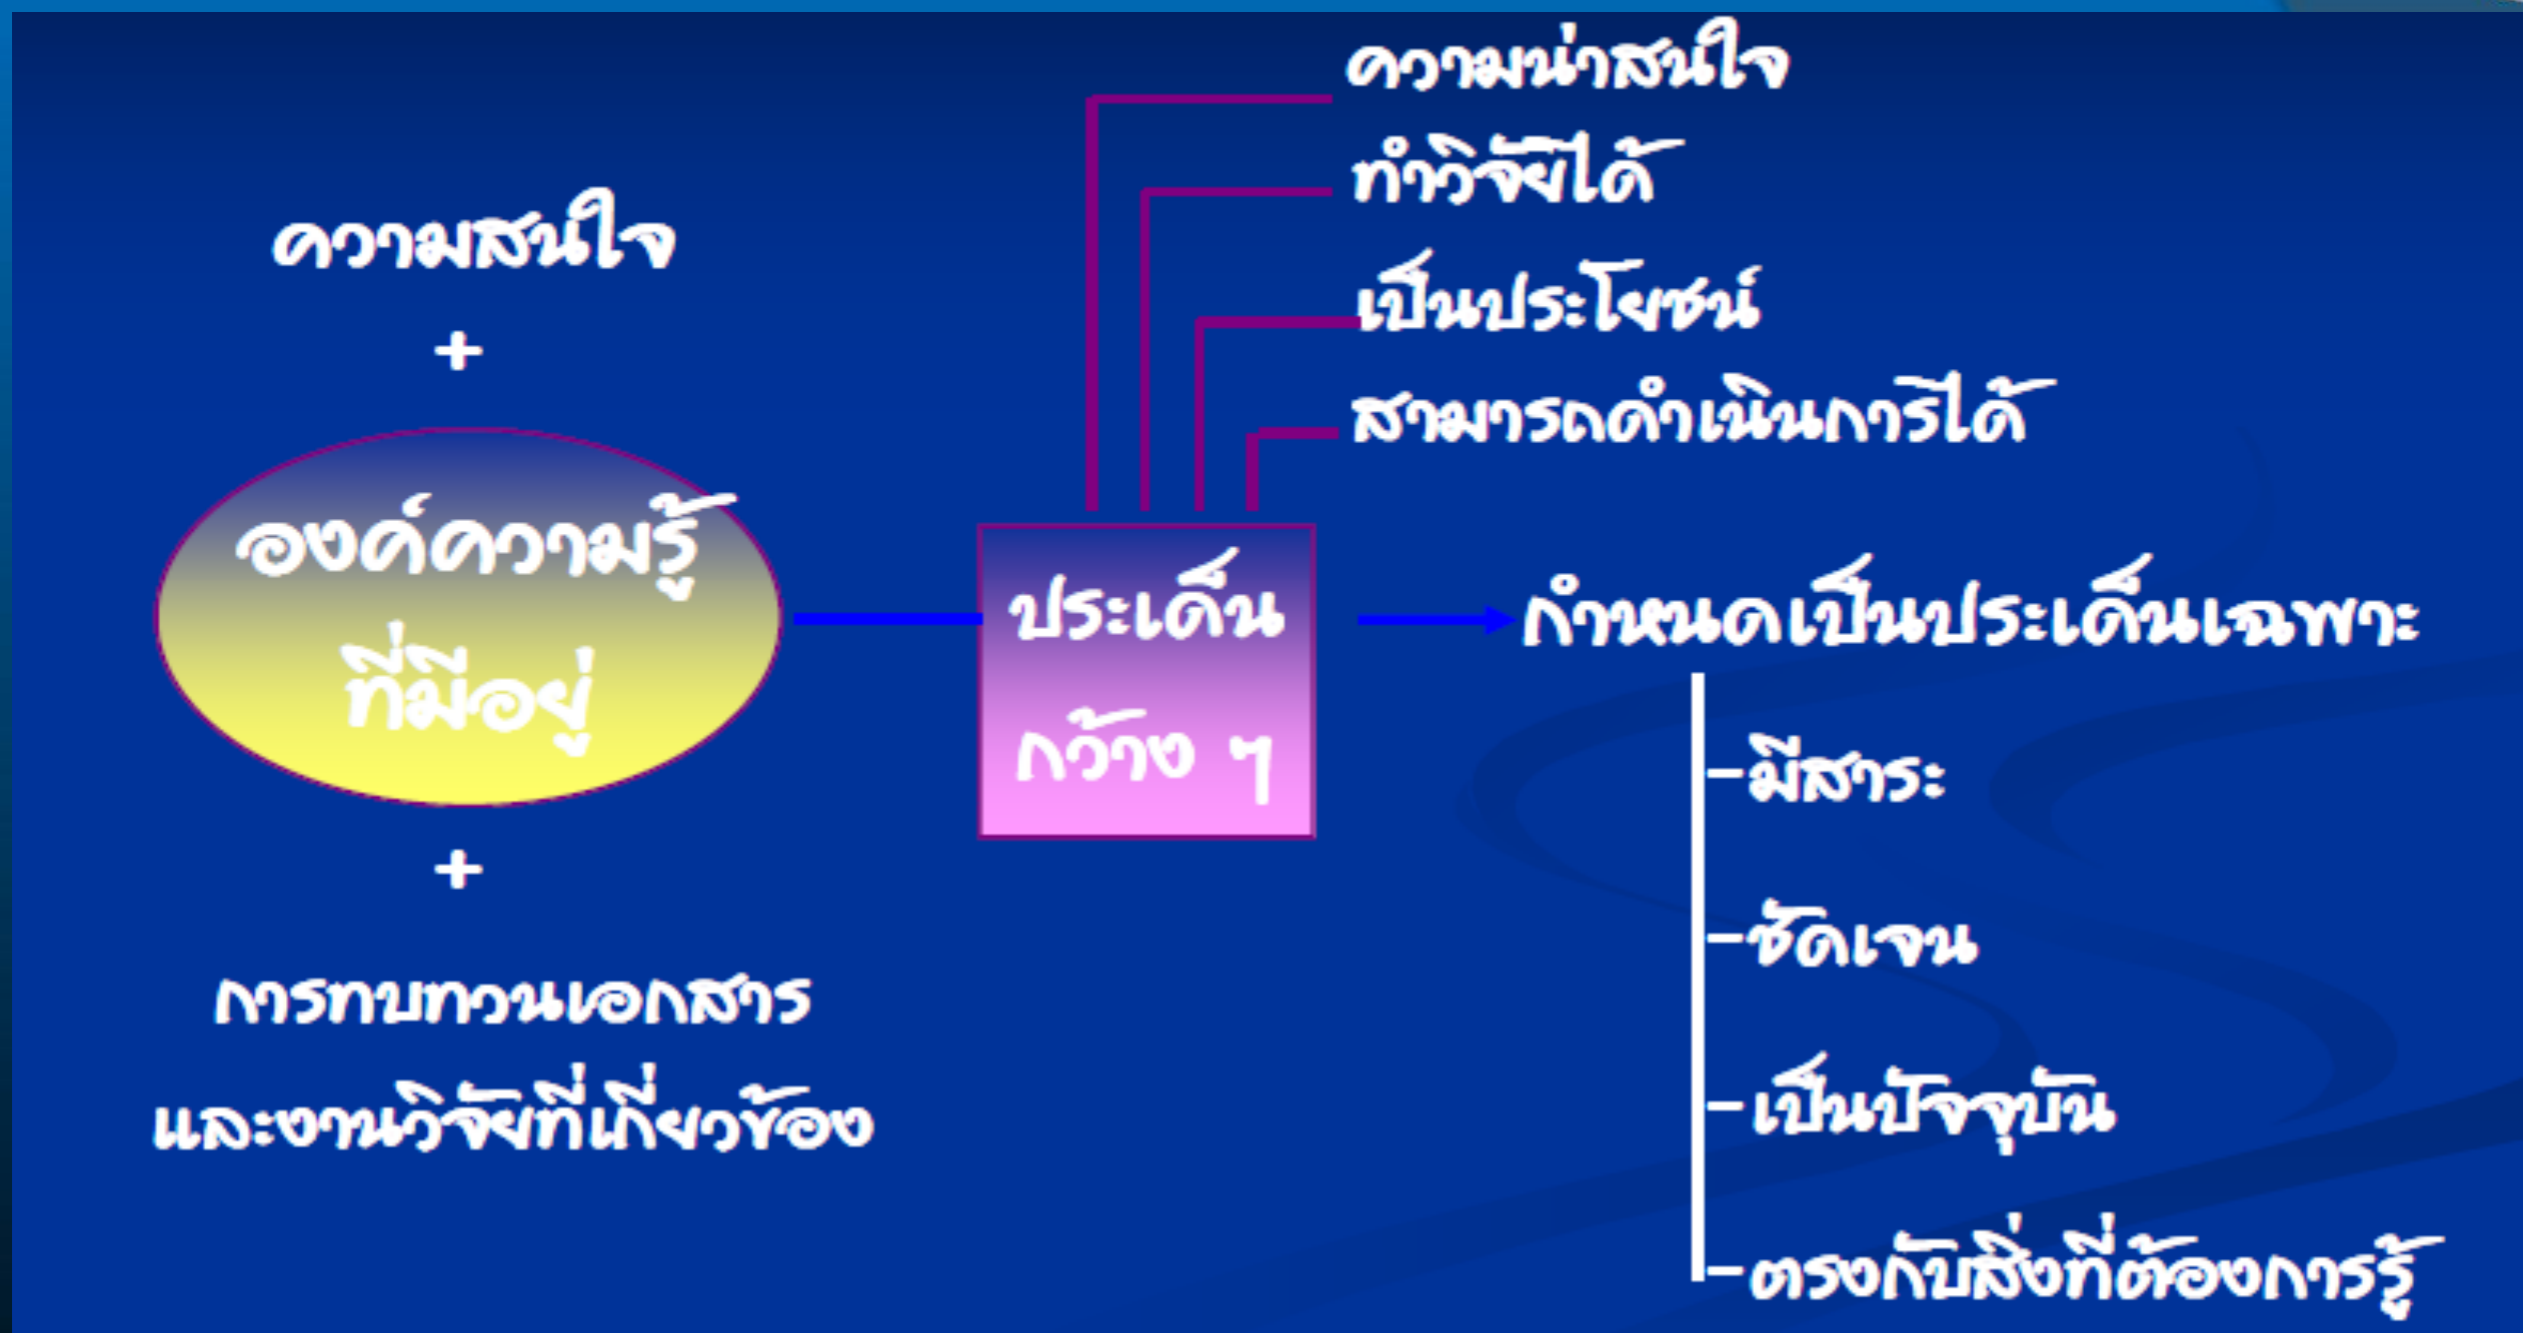 ความสนใจ
+
องค์ความรู้
ที่มีอยู่
+
การทบทวนเอกสาร
และงานวิจัยที่เกี่ยวข้อง
ประเด็น
กว้าง ๆ
ความน่าสนใจ
ทำวิจัยได้
เป็นประโยชน์
สามารถดำเนินการได้
กำหนดเป็นประเด็นเฉพาะ
-มีสาระ
-ชัดเจน
-เป็นปัจจุบัน
-ตรงกับสิ่งที่ต้องการรู้